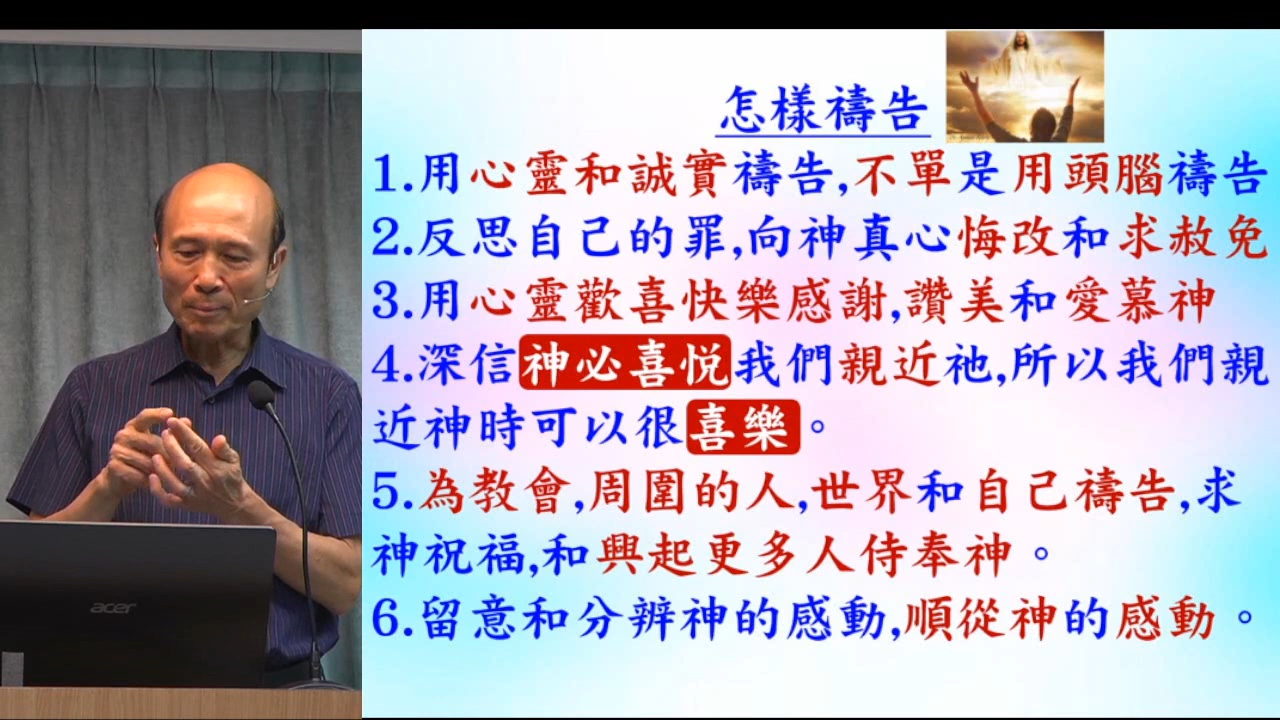 怎樣禱告
1.用心靈和誠實禱告,不單是用頭腦禱告
2.反思自己的罪,向神真心悔改和求赦免
3.用心靈歡喜快樂感謝,讚美和愛慕神
4.深信神必喜悅我們親近祂,所以我們親
近神時可以很喜樂。
5.為教會,周圍的人,世界和自己禱告,求
神祝福,和興起更多人侍奉神。
6.留意和分辨神的感動,順從神的感動。
acer